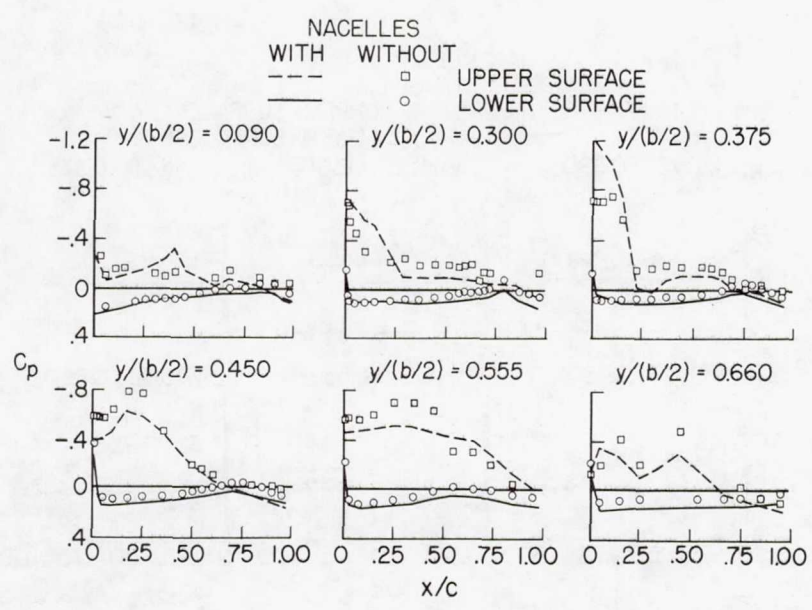 NACELLES
WITH WITHOUT
UPPER SURFACE
LOWER SURFACE
y/(b/2) = 0.090 y/(b/2) = 0.300 y/(b/2) = 0.375
-1.2
-.8
-.4
0
.4
Cp
y/(b/2) = 0.450 y/(b/2) = 0.555 y/(b/2) = 0.660
-.8
-.4
0
.4
0 .25 .50 .75 1.00 0 .25 .50 .75 1.00 0 .25 .50 .75 1.00
x/c